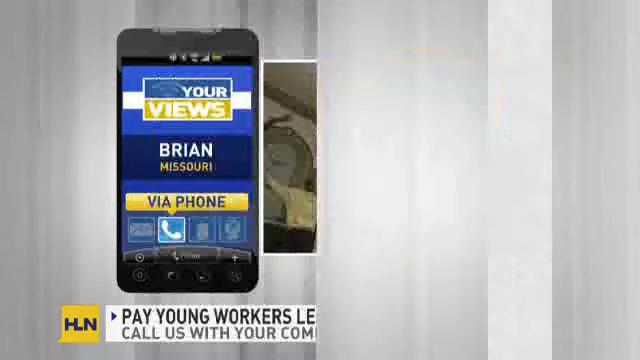 YOUR
VIEWS
BRIAN
MISSOURI
VIA PHONE
HLN
PAY YOUNG WORKERS LE
CALL US WITH YOUR COM